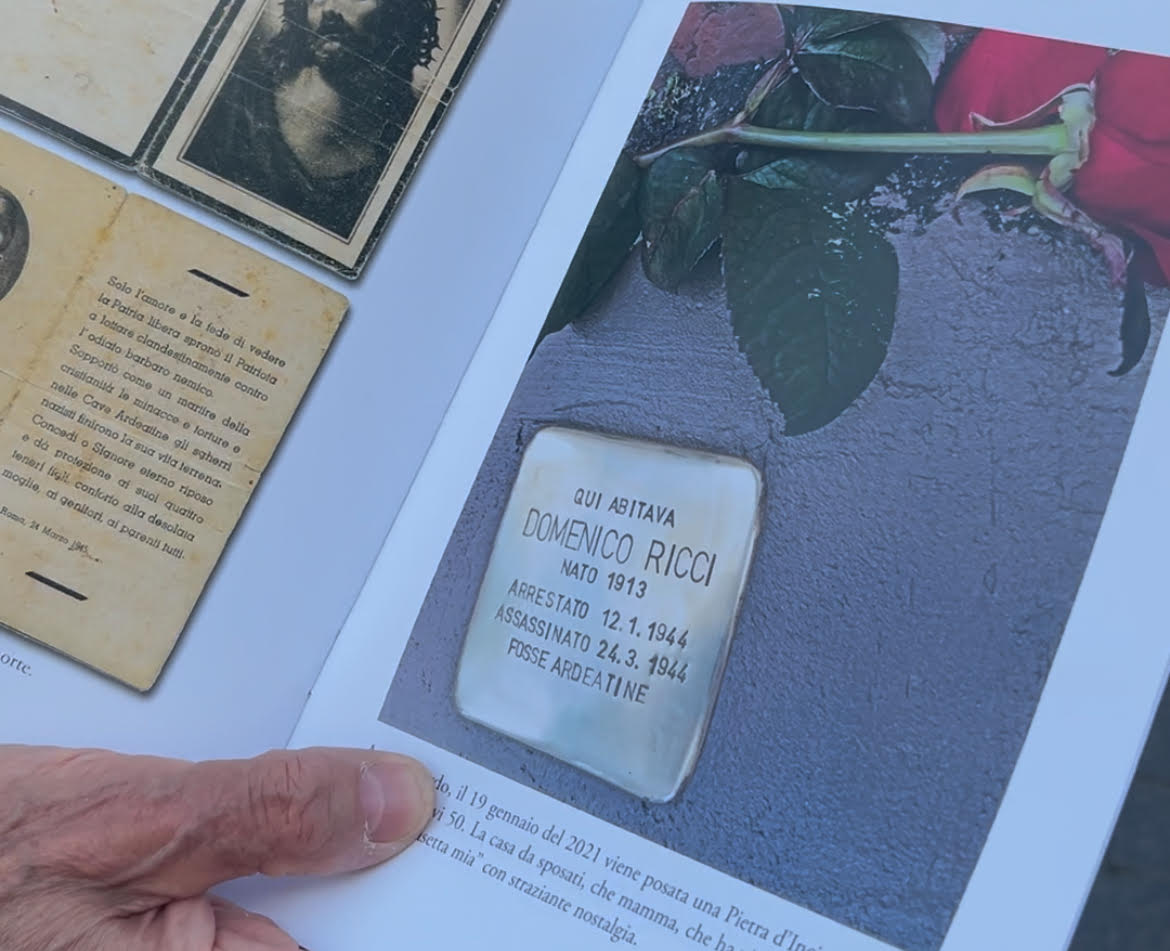 Solo l'amore e la fede di vedere
la Patria libera spronò il Patriota
a lottare clandestinamente contro
l'odiato barbaro nemico.
Sopportò come un martire della
cristianità le minacce e torture e
nelle Cave Ardeatine gli sgherri
nazisti finirono la sua vita terrena.
Concedi o Signore eterno riposo
e dà protezione ai suoi quattro
teneri figli, conforto alla desolata
moglie, ai genitori, ai parenti tutti.
Roma, 24 Marzo 1945
orte.
QUI ABITAVA
DOMENICO RICCI
NATO 1913
ARRESTATO 12.1.1944
ASSASSINATO 24.3.1944
FOSSE ARDEATINE
do, il 19 gennaio del 2021 viene posata una Pietra d'Inci
vi 50. La casa da sposati, che mamma, che ha
setta mia" con straziante nostalgia.